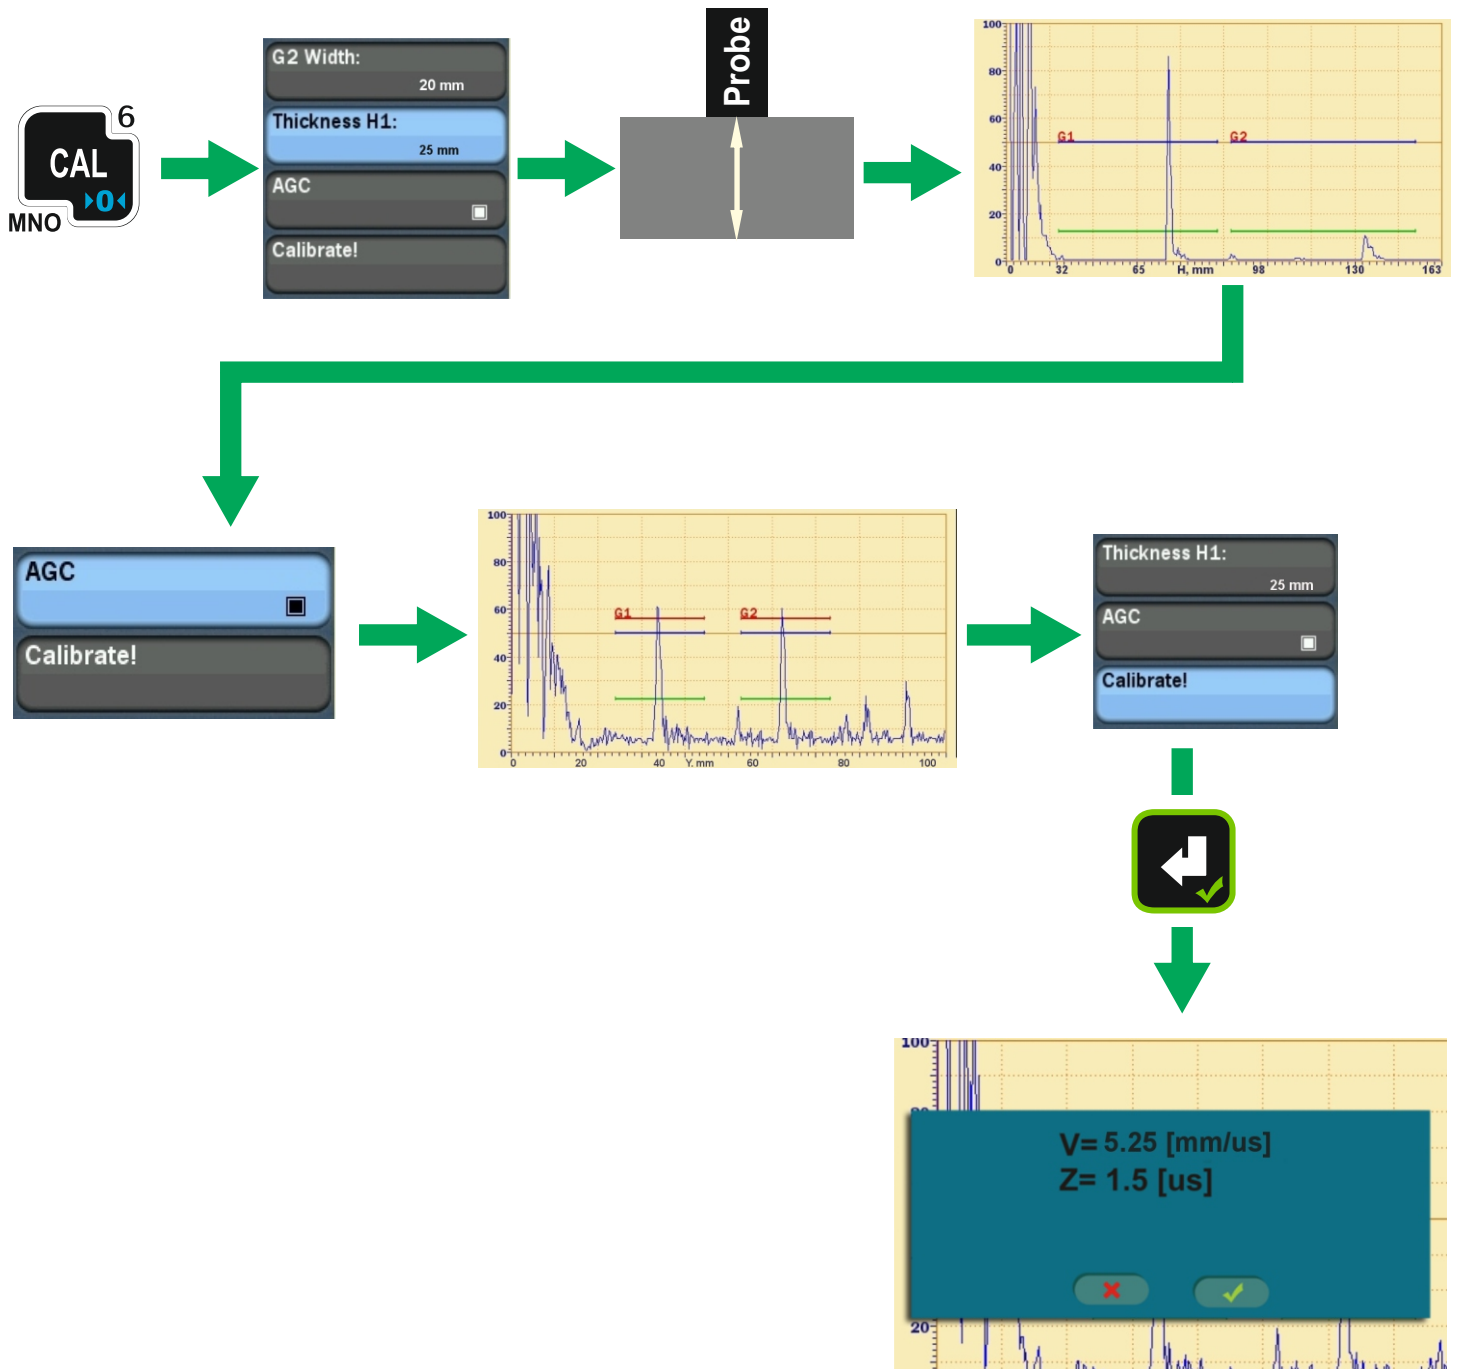 6
CAL
0
MNO
G2 Width:
20 mm
Thickness H1:
25 mm
AGC
Calibrate!
Probe
100
80
60
40
20
0
G1
G2
0 32 65 H, mm 98 130 163
AGC
Calibrate!
100
80
60
40
20
0
G1
G2
0 20 40 Y. mm 60 80 100
Thickness H1:
25 mm
AGC
Calibrate!
100
V= 5.25 [mm/us]
Z= 1.5 [us]
20